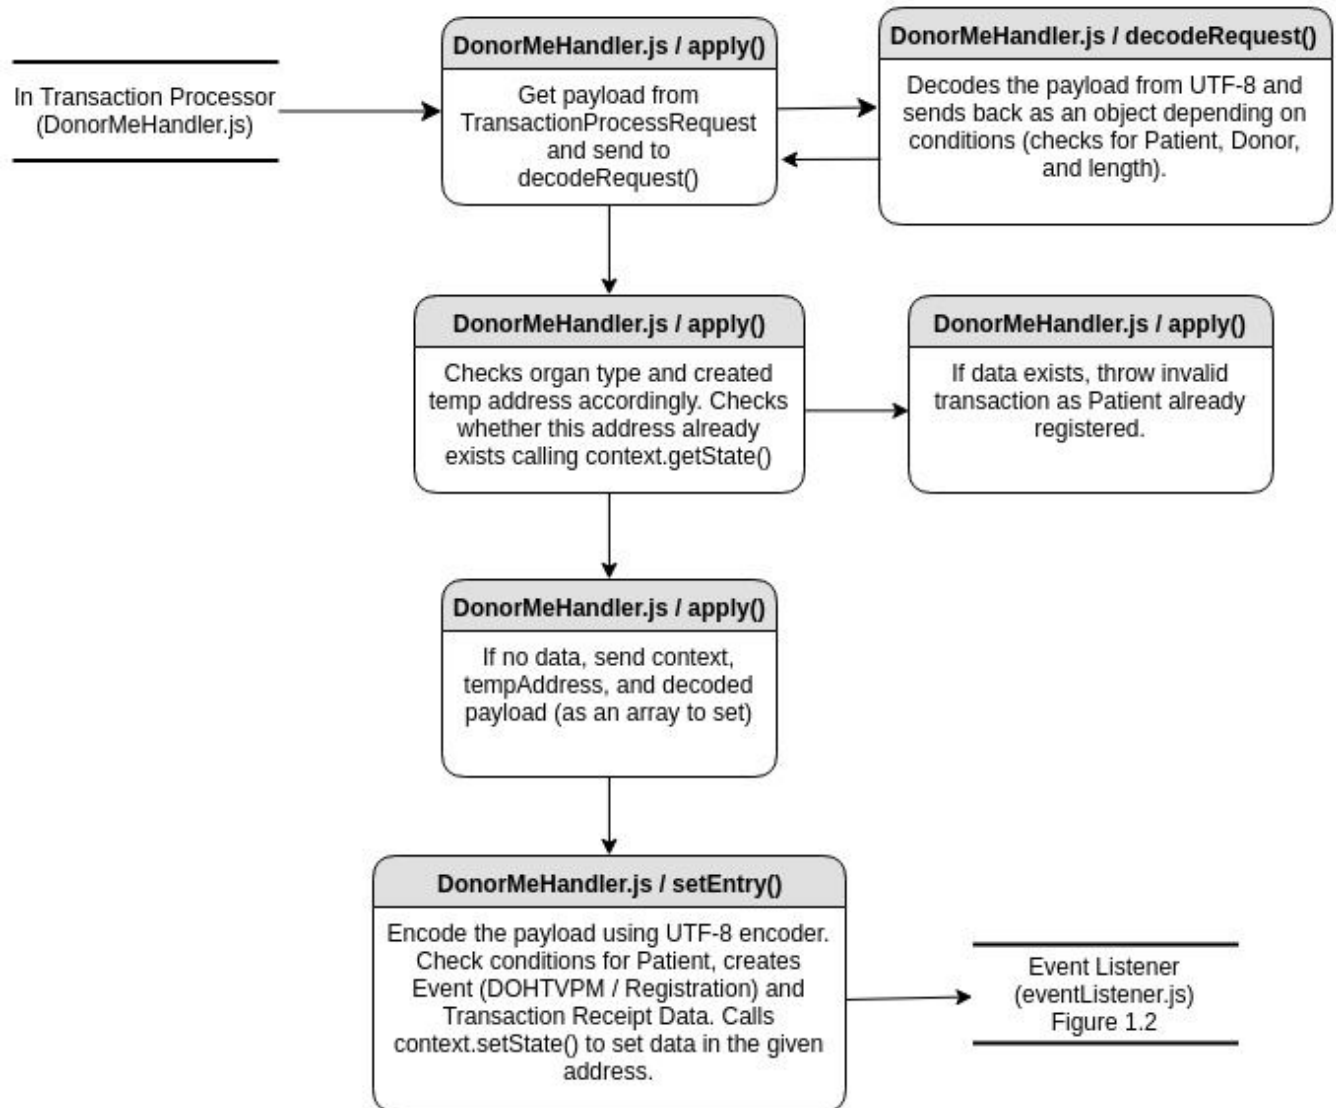 In Transaction Processor
(DonorMeHandler.js)
DonorMeHandler.js / apply()
Get payload from
TransactionProcessRequest
and send to
decodeRequest()
DonorMeHandler.js / decodeRequest()
Decodes the payload from UTF-8 and
sends back as an object depending on
conditions (checks for Patient, Donor,
and length).
DonorMeHandler.js / apply()
Checks organ type and created
temp address accordingly. Checks
whether this address already
exists calling context.getState()
DonorMeHandler.js / apply()
If data exists, throw invalid
transaction as Patient already
registered.
DonorMeHandler.js / apply()
If no data, send context,
tempAddress, and decoded
payload (as an array to set)
DonorMeHandler.js / setEntry()
Encode the payload using UTF-8 encoder.
Check conditions for Patient, creates
Event (DOHTVPM / Registration) and
Transaction Receipt Data. Calls
context.setState() to set data in the given
address.
Event Listener
(eventListener.js)
Figure 1.2